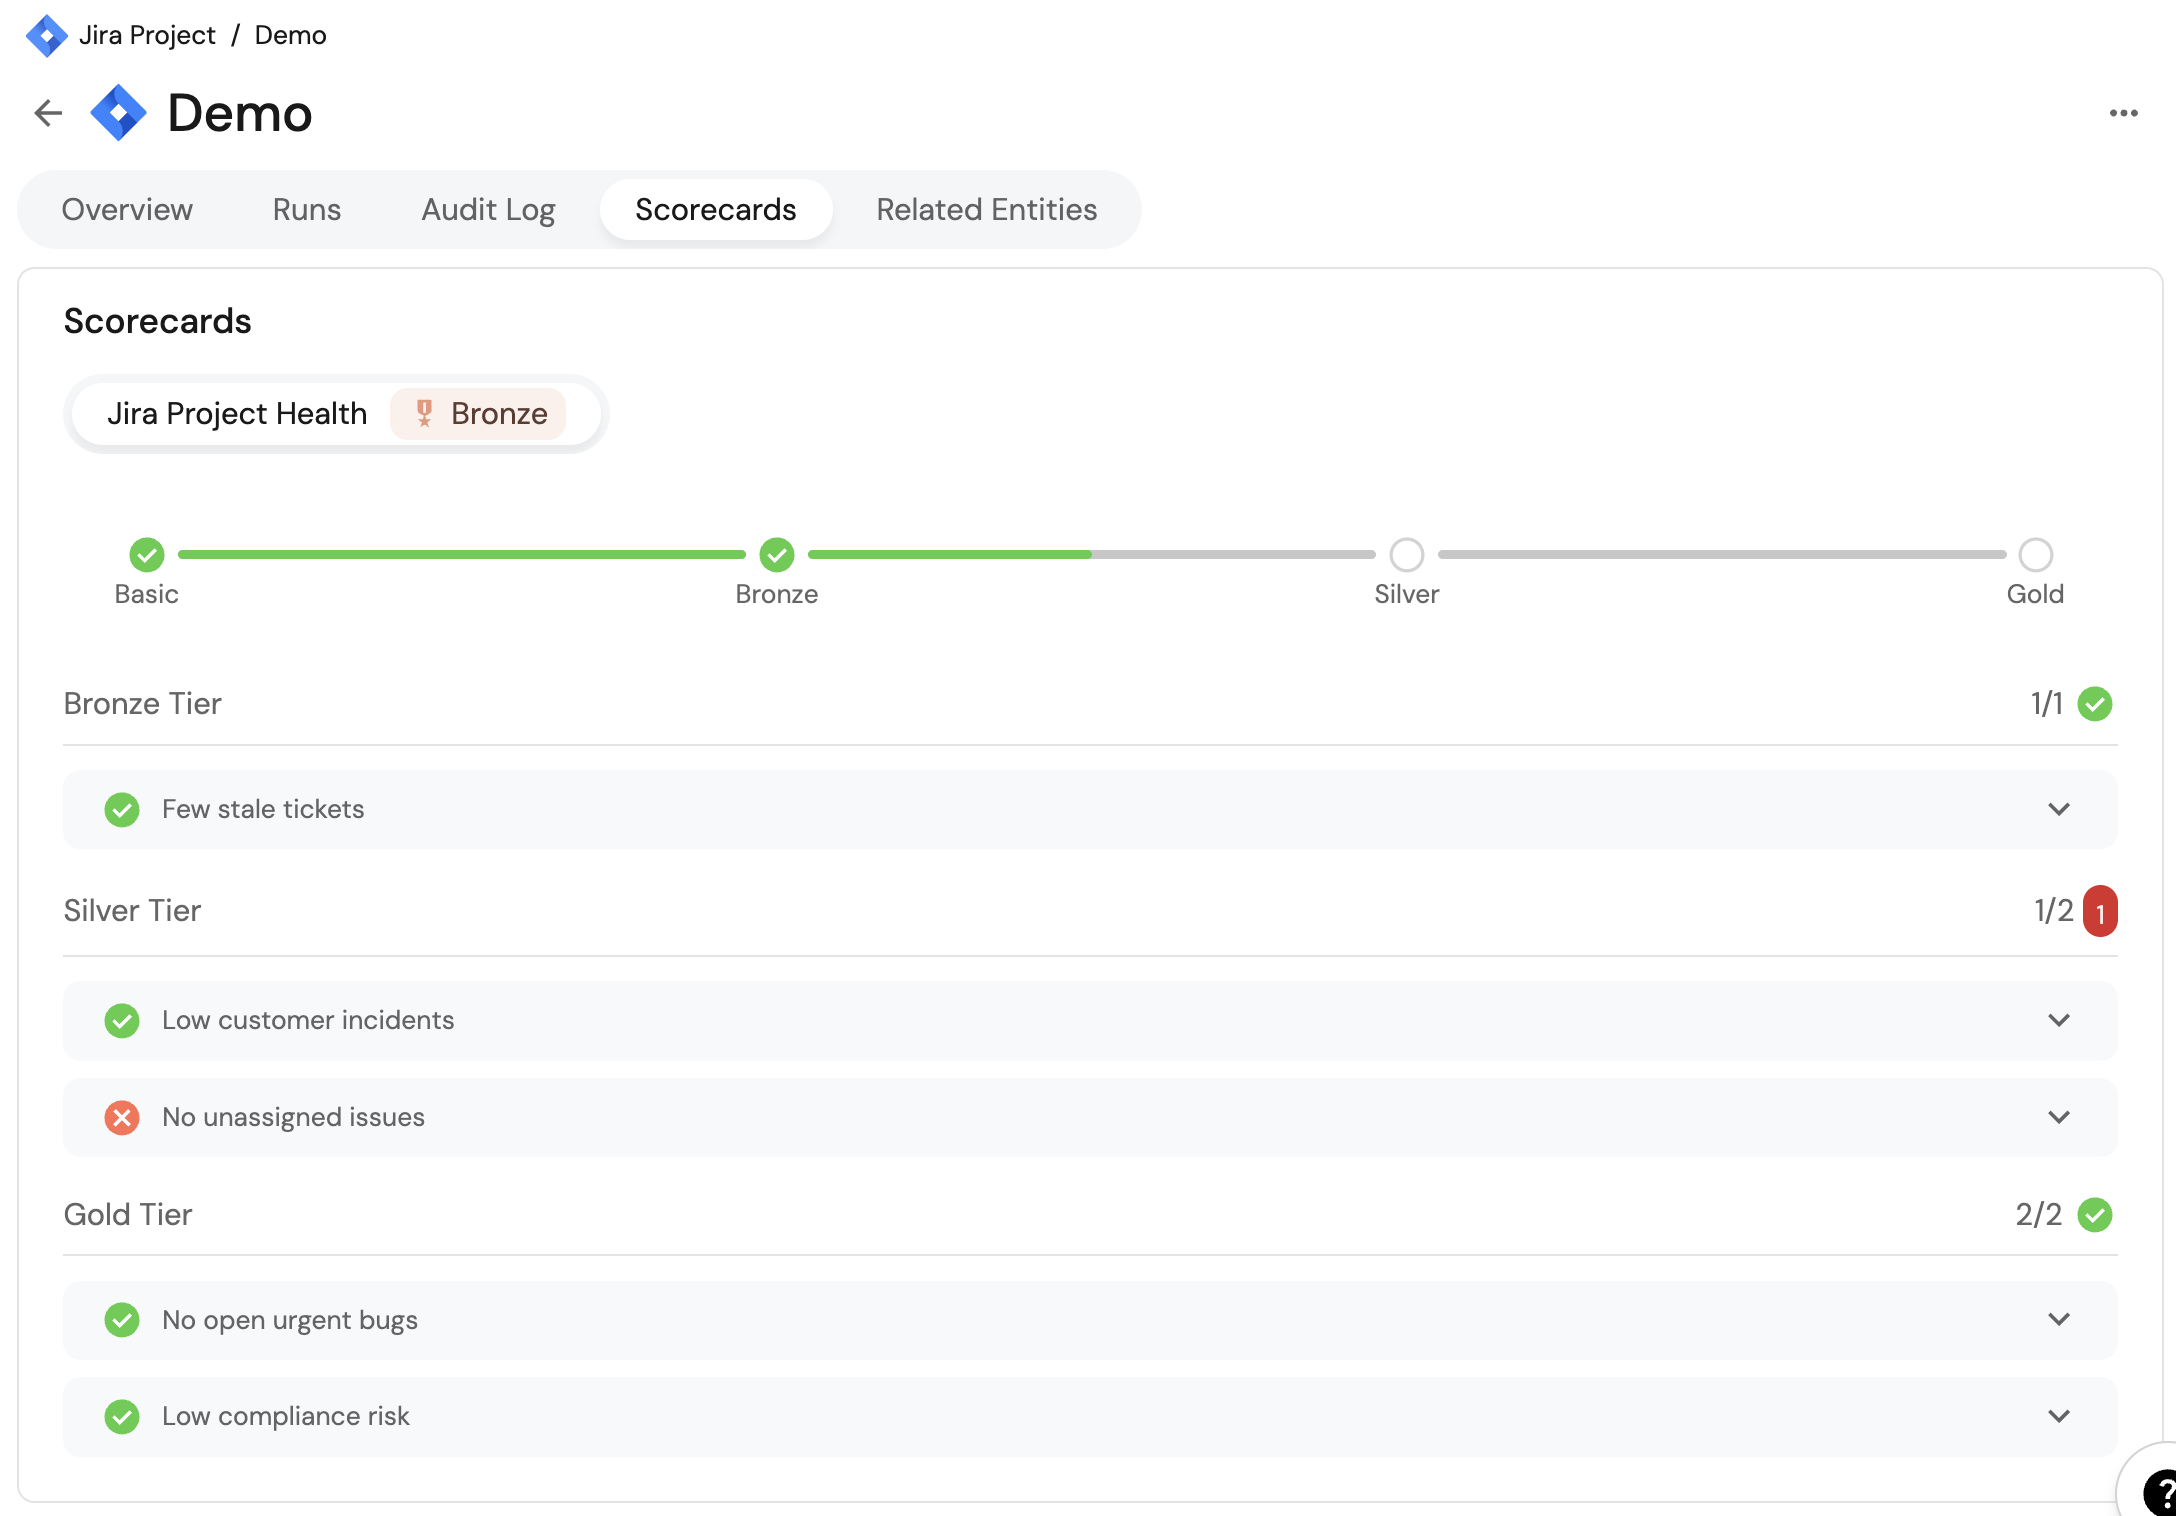 Jira Project / Demo
Demo
Overview Runs Audit Log Scorecards Related Entities
Scorecards
Jira Project Health Bronze
Basic Bronze Silver Gold
Bronze Tier 1/1
Few stale tickets
Silver Tier 1/2 1
Low customer incidents
No unassigned issues
Gold Tier 2/2
No open urgent bugs
Low compliance risk
?